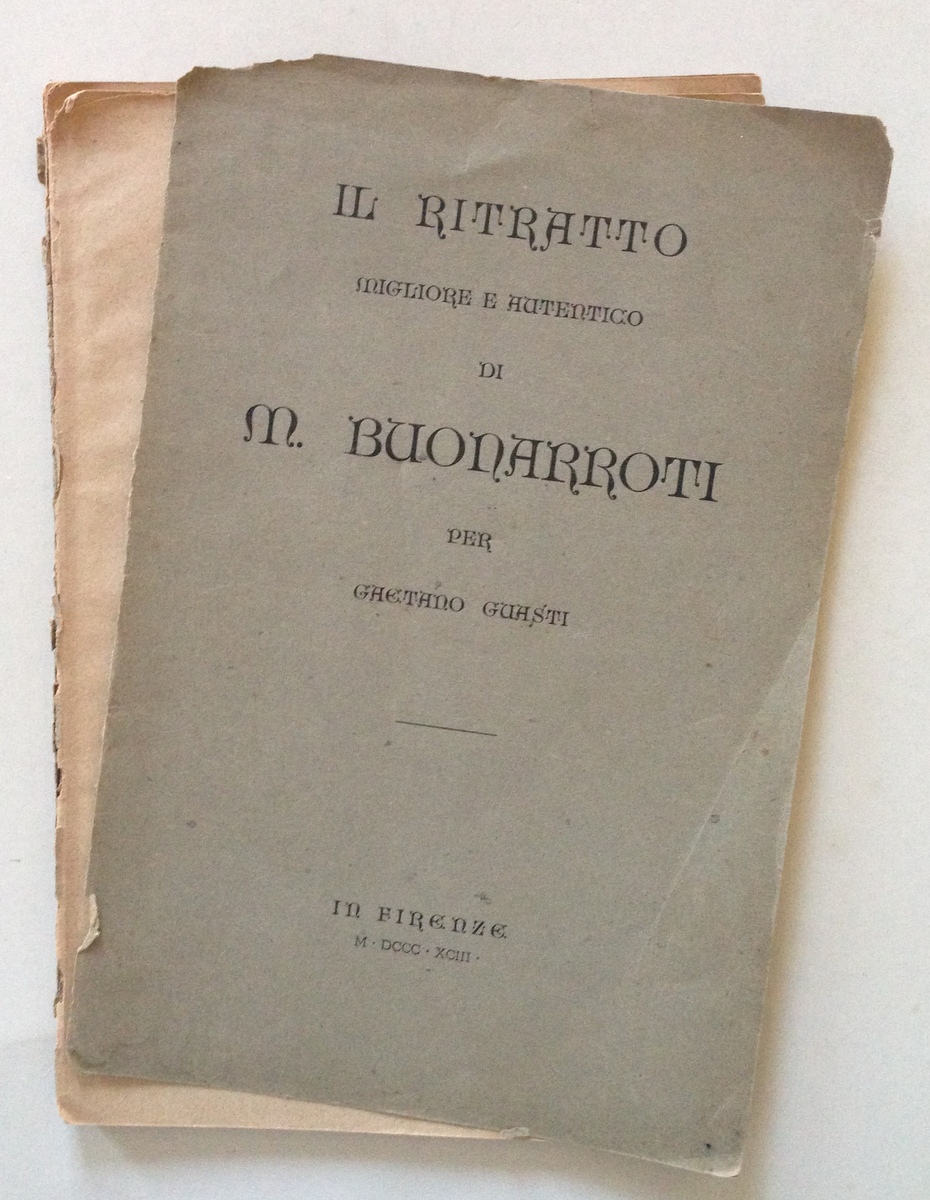 IL RITRATTO
MIGLIORE E AUTENTICO
DI
M. BUONARROTI
PER
GAETANO GUASTI
IN FIRENZE
M · DCCC · XCIII ·